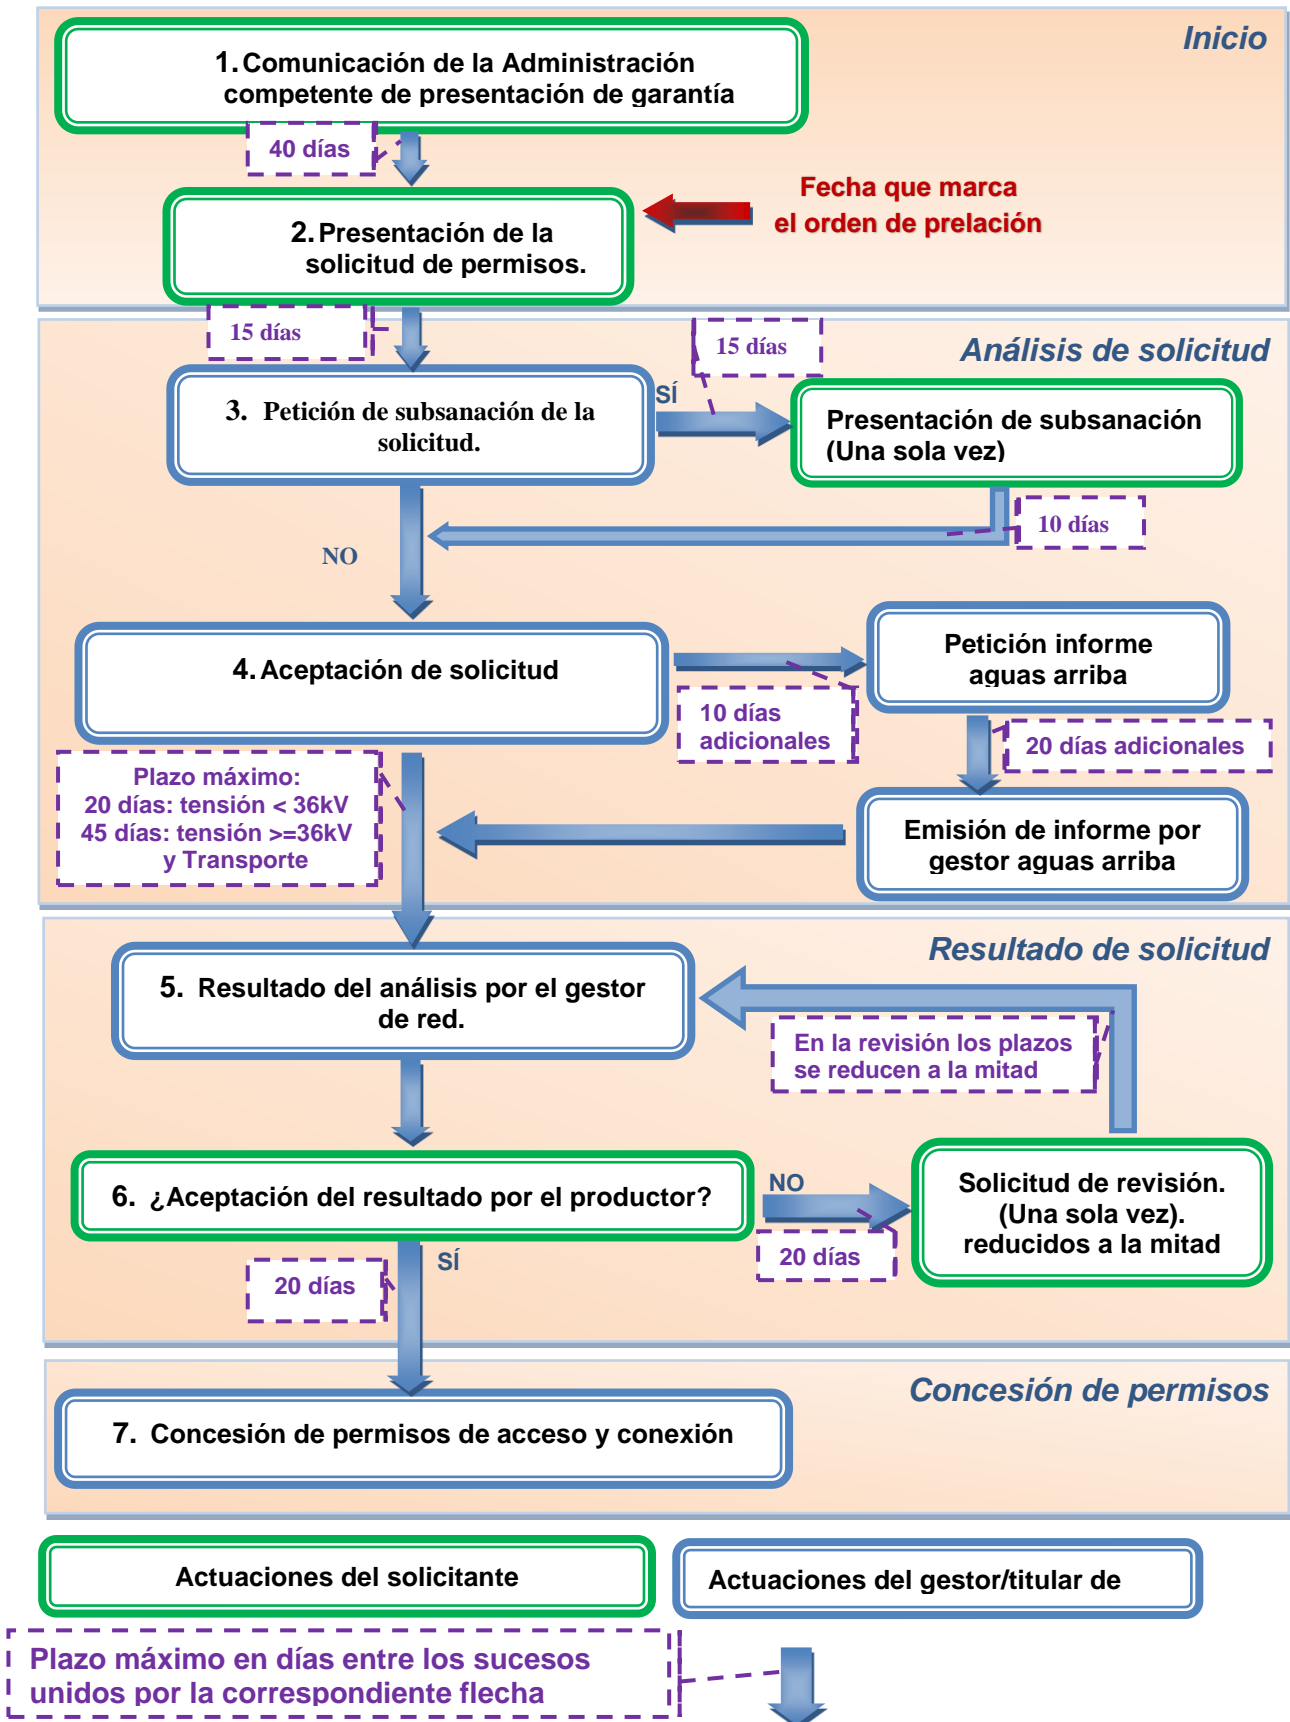 Inicio
1. Comunicación de la Administración
competente de presentación de garantía
40 días
Fecha que marca
el orden de prelación
2. Presentación de la
solicitud de permisos.
15 días
15 días
Análisis de solicitud
SÍ
3. Petición de subsanación de la
solicitud.
Presentación de subsanación
(Una sola vez)
10 días
NO
4. Aceptación de solicitud
Petición informe
aguas arriba
10 días
adicionales
20 días adicionales
Plazo máximo:
20 días: tensión < 36kV
45 días: tensión >=36kV
y Transporte
Emisión de informe por
gestor aguas arriba
Resultado de solicitud
5. Resultado del análisis por el gestor
de red.
En la revisión los plazos
se reducen a la mitad
6. ¿Aceptación del resultado por el productor?
NO
Solicitud de revisión.
(Una sola vez).
reducidos a la mitad
20 días
SÍ
20 días
Concesión de permisos
7. Concesión de permisos de acceso y conexión
Actuaciones del solicitante
Actuaciones del gestor/titular de
Plazo máximo en días entre los sucesos
unidos por la correspondiente flecha